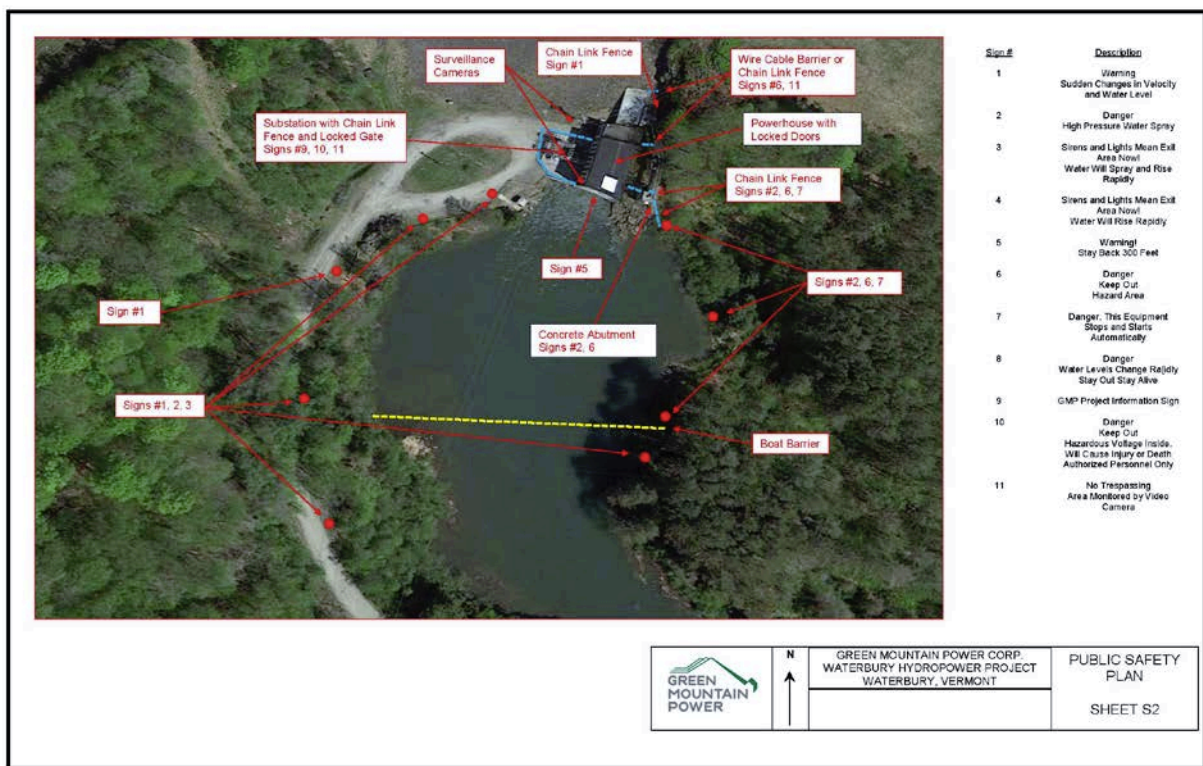 Surveillance
Cameras
Chain Link Fence
Sign #1
Wire Cable Barrier or
Chain Link Fence
Signs #6, 11
Substation with Chain Link
Fence and Locked Gate
Signs #9, 10, 11
Powerhouse with
Locked Doors
Chain Link Fence
Signs #2, 6, 7
Sign #5
Signs #2, 6, 7
Sign #1
Concrete Abutment
Signs #2, 6
Signs #1, 2, 3
Boat Barrier
Sign # Description
1 Warning
Sudden Changes in Velocity
and Water Level
2 Danger
High Pressure Water Spray
3 Sirens and Lights Mean Exit
Area Now!
Water Will Spray and Rise
Rapidly
4 Sirens and Lights Mean Exit
Area Now!
Water Will Rise Rapidly
5 Warning!
Stay Back 300 Feet
6 Danger
Keep Out
Hazard Area
7 Danger, This Equipment
Stops and Starts
Automatically
8 Danger
Water Levels Change Rapidly
Stay Out Stay Alive
9 GMP Project Information Sign
10 Danger
Keep Out
Hazardous Voltage Inside.
Will Cause Injury or Death
Authorized Personnel Only
11 No Trespassing
Area Monitored by Video
Camera
GREEN
MOUNTAIN
POWER
N
GREEN MOUNTAIN POWER CORP.
WATERBURY HYDROPOWER PROJECT
WATERBURY, VERMONT
PUBLIC SAFETY
PLAN
SHEET S2